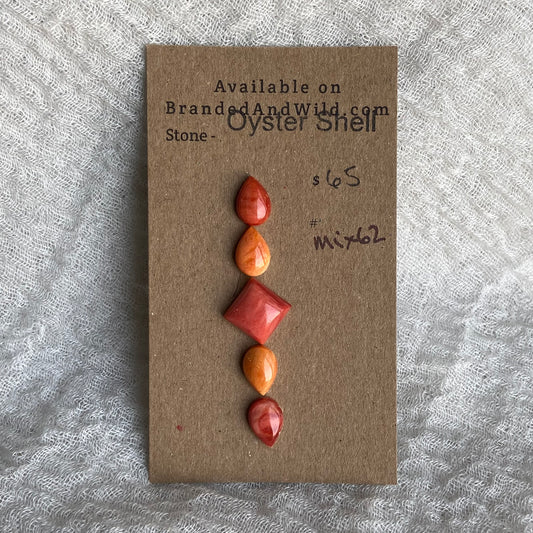 Available on
BrandedAndWild.com
Stone - Oyster Shell
$65
#
mix62